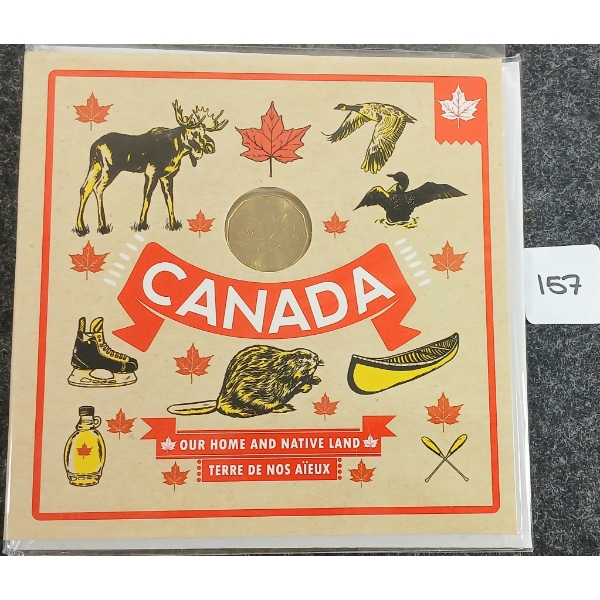 CANADA
157
OUR HOME AND NATIVE LAND
TERRE DE NOS AÏEUX